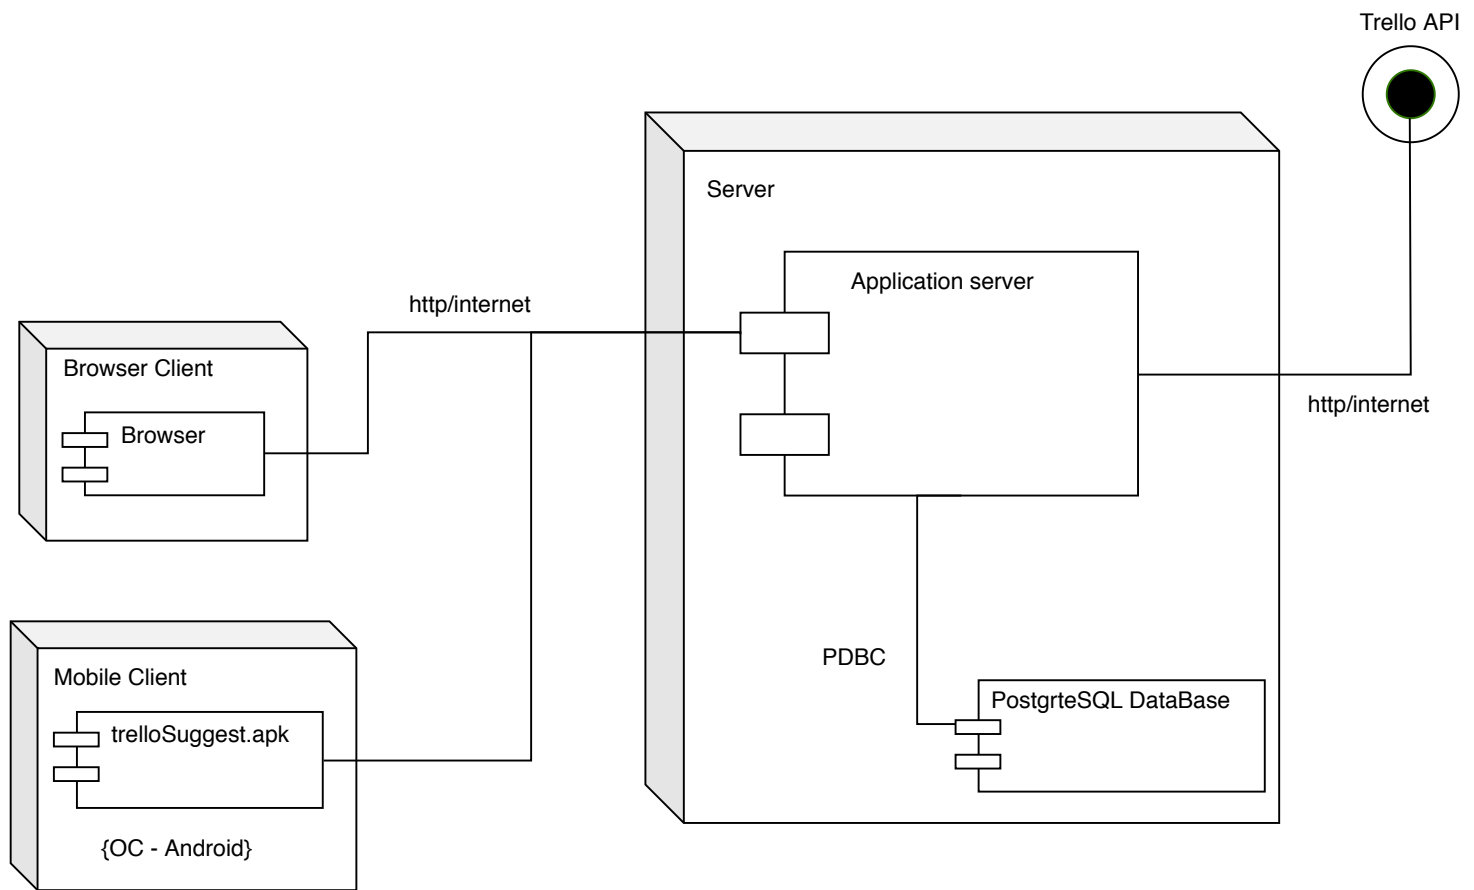 Trello API
Server
Application server
http/internet
Browser Client
http/internet
Browser
PDBC
Mobile Client
PostgrteSQL DataBase
trelloSuggest.apk
{OC - Android}